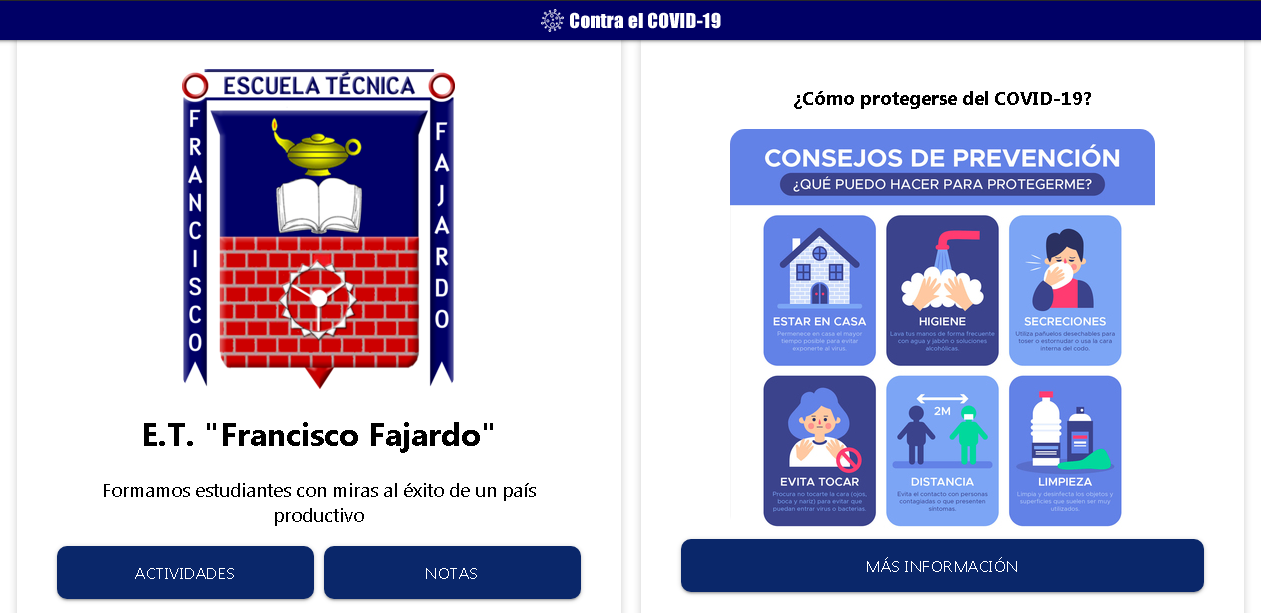 Contra el COVID-19
ESCUELA TÉCNICA
FRANCISCO
FAJARDO
E.T. "Francisco Fajardo"
Formamos estudiantes con miras al éxito de un país
productivo
ACTIVIDADES
NOTAS
¿Cómo protegerse del COVID-19?
CONSEJOS DE PREVENCIÓN
¿QUÉ PUEDO HACER PARA PROTEGERME?
ESTAR EN CASA
Permenece en casa el mayor
tiempo posible para evitar
exponerte al virus.
HIGIENE
Lava tus manos de forma frecuente
con agua y jabón o soluciones
alcohólicas.
SECRECIONES
Utiliza pañuelos desechables para
toser o estornudar o usa la cara
interna del codo.
EVITA TOCAR
Procura no tocarte la cara (ojos,
boca y nariz) para evitar que
puedan entrar virus o bacterias.
2M
DISTANCIA
Evita el contacto con personas
contagiadas o que presenten
síntomas.
LIMPIEZA
Limpia y desinfecta los objetos y
superficies que suelen ser muy
utilizados.
MÁS INFORMACIÓN